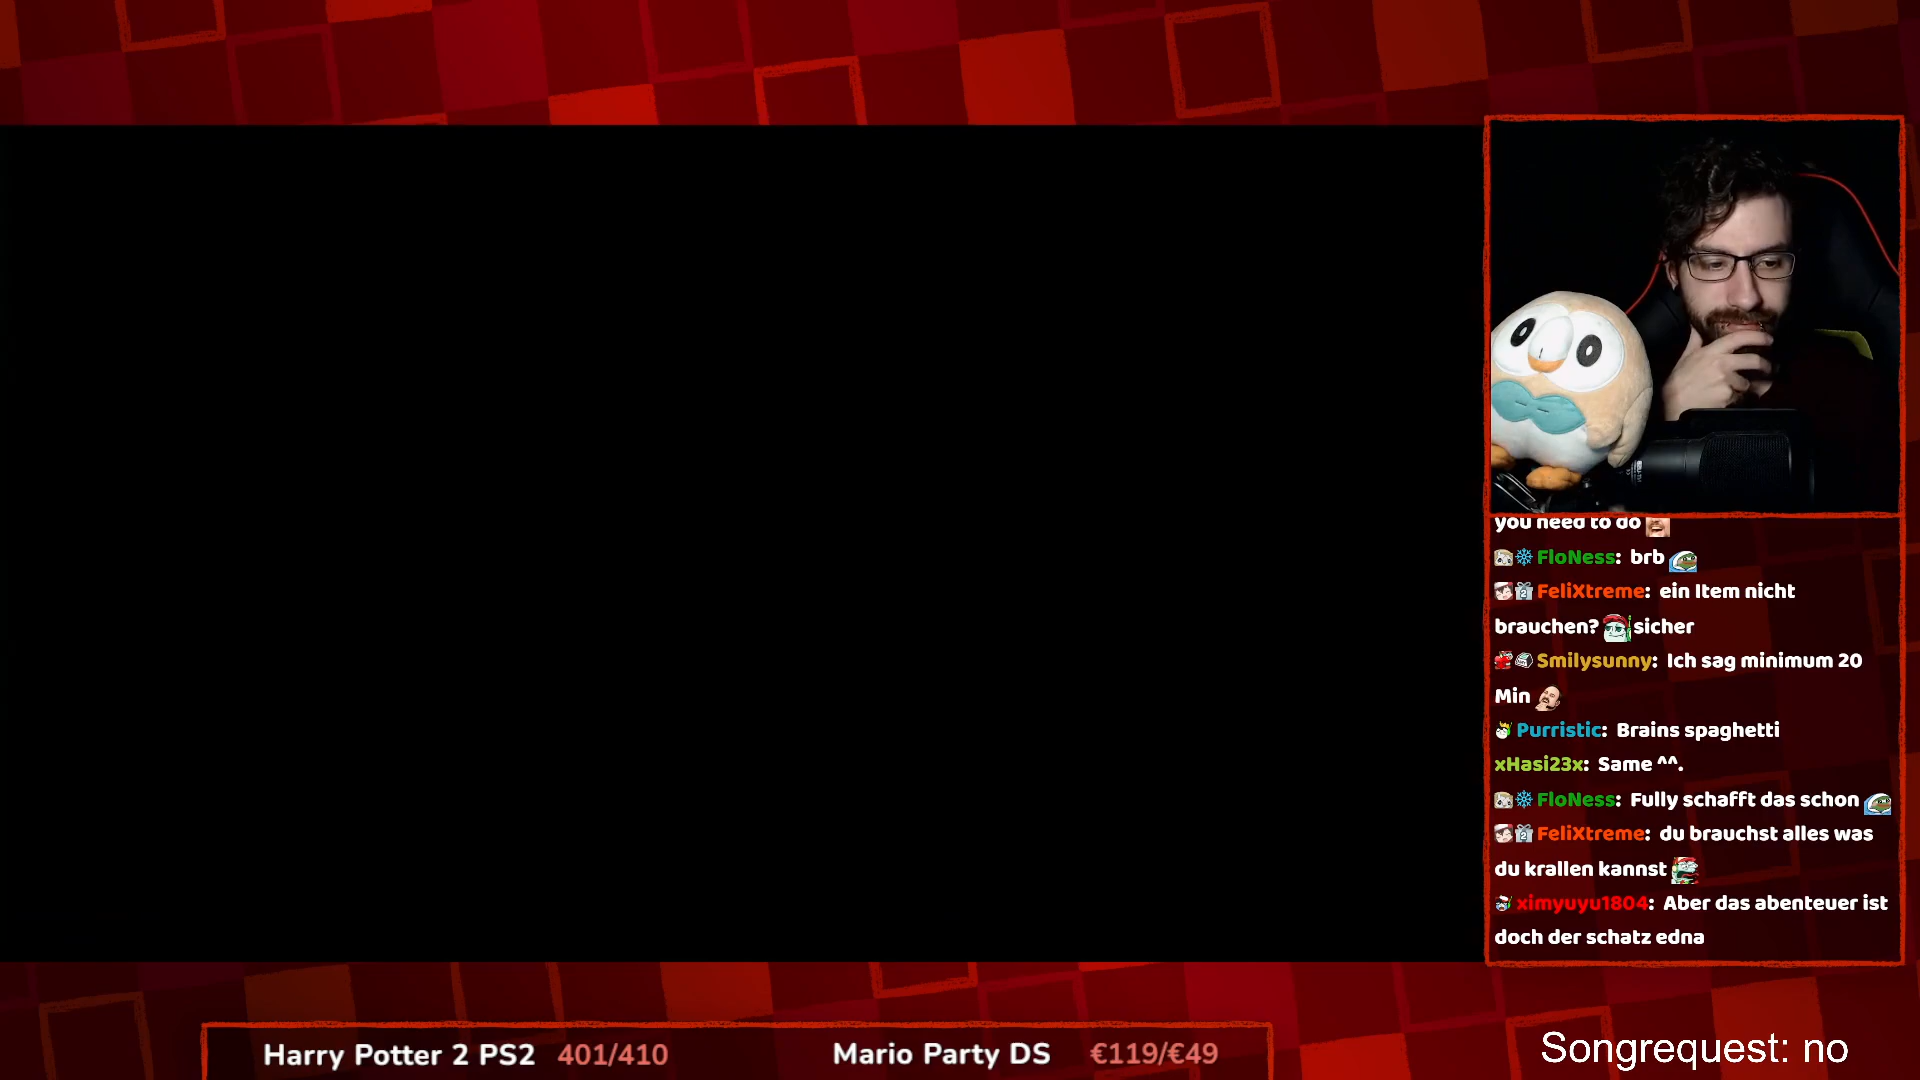 you need to do
FloNess: brb
FeliXtreme: ein Item nicht
brauchen? sicher
Smilysunny: Ich sag minimum 20
Min
Purristic: Brains spaghetti
xHasi23x: Same ^^.
FloNess: Fully schafft das schon
FeliXtreme: du brauchst alles was
du krallen kannst
ximyuyu1804: Aber das abenteuer ist
doch der schatz edna
Harry Potter 2 PS2 401/410
Mario Party DS €119/€49
Songrequest: no